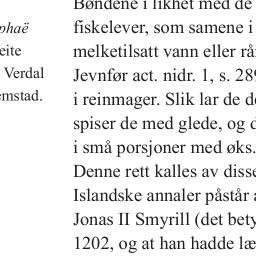 phaë
eite
Verdal
emstad.
Bøndene i likhet med de
fiskelever, som samene i
melketilsatt vann eller rå
Jevnfør act. nidr. 1, s. 289
i reinmager. Slik lar de d
spiser de med glede, og d
i små porsjoner med øks.
Denne rett kalles av disse
Islandske annaler påstår a
Jonas II Smyrill (det bety
1202, og at han hadde læ